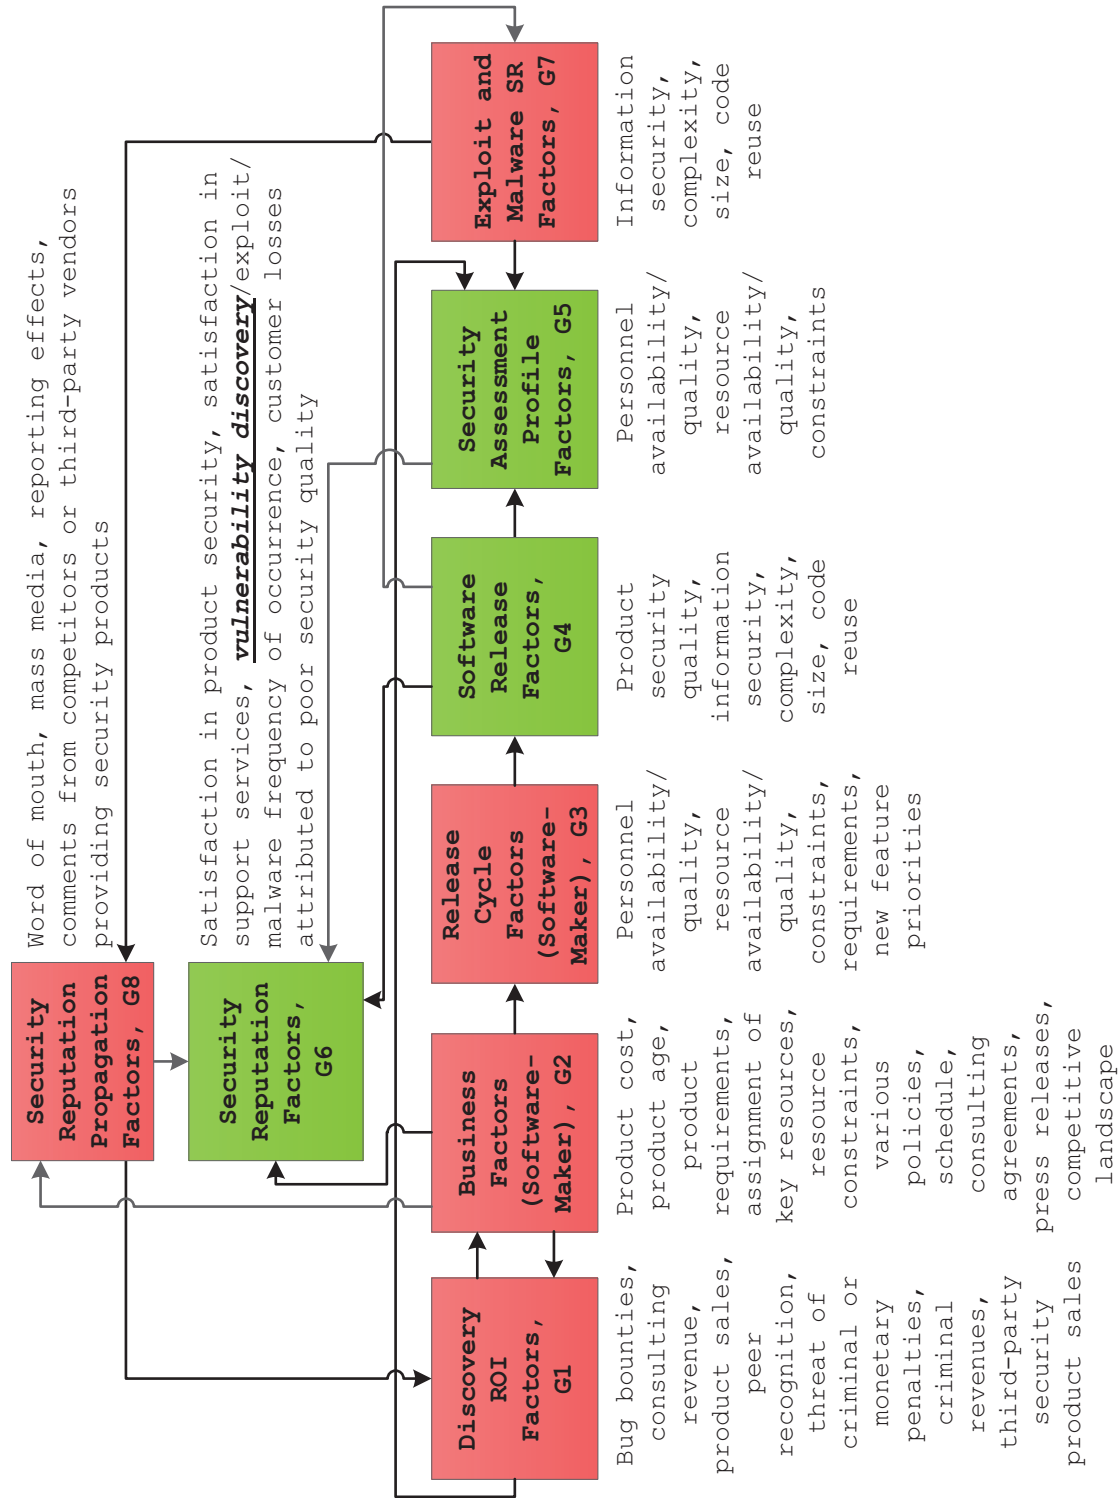 Security
Reputation
Propagation
Factors, G8
Word of mouth, mass media, reporting effects,
comments from competitors or third-party vendors
providing security products
Security
Reputation
Factors,
G6
Satisfaction in product security, satisfaction in
support services, vulnerability discovery/exploit/
malware frequency of occurrence, customer losses
attributed to poor security quality
Discovery
ROI
Factors,
G1
Business
Factors
(Software-
Maker), G2
Release
Cycle
Factors
(Software-
Maker), G3
Software
Release
Factors,
G4
Security
Assessment
Profile
Factors, G5
Exploit and
Malware SR
Factors, G7
Bug bounties,
consulting
revenue,
product sales,
peer
recognition,
threat of
criminal or
monetary
penalties,
criminal
revenues,
third-party
security
product sales
Product cost,
product age,
product
requirements,
assignment of
key resources,
resource
constraints,
various
policies,
schedule,
consulting
agreements,
press releases,
competitive
landscape
Personnel
availability/
quality,
resource
availability/
quality,
constraints,
requirements,
new feature
priorities
Product
security
quality,
information
security,
complexity,
size, code
reuse
Personnel
availability/
quality,
resource
availability/
quality,
constraints
Information
security,
complexity,
size, code
reuse